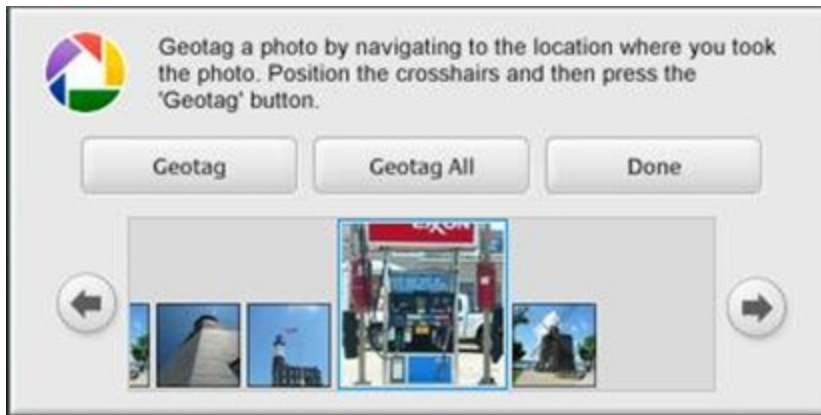 Geotag a photo by navigating to the location where you took
the photo. Position the crosshairs and then press the
'Geotag' button.
Geotag
Geotag All
Done
EXXON